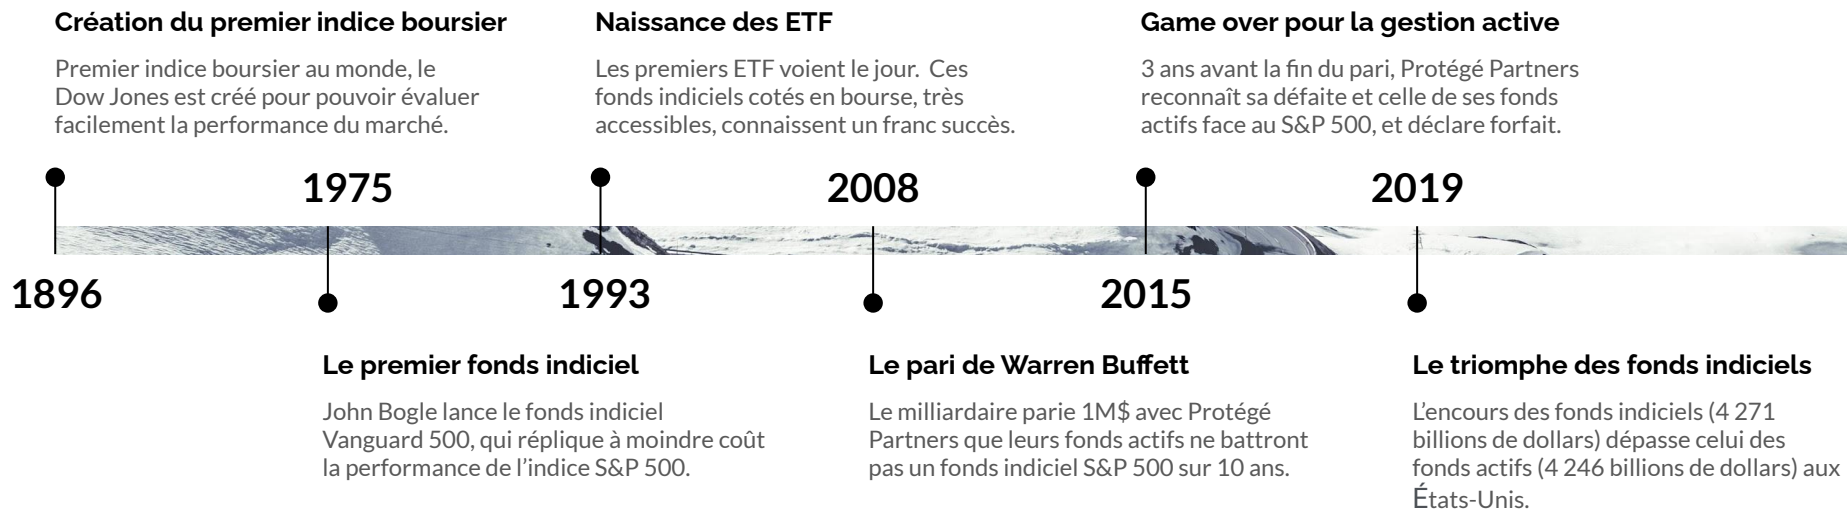 Création du premier indice boursier
Premier indice boursier au monde, le
Dow Jones est créé pour pouvoir évaluer
facilement la performance du marché.
1896
1975
Le premier fonds indiciel
John Bogle lance le fonds indiciel
Vanguard 500, qui réplique à moindre coût
la performance de l’indice S&P 500.
Naissance des ETF
Les premiers ETF voient le jour.  Ces
fonds indiciels cotés en bourse, très
accessibles, connaissent un franc succès.
1993
2008
Le pari de Warren Buffett
Le milliardaire parie 1M$ avec Protégé
Partners que leurs fonds actifs ne battront
pas un fonds indiciel S&P 500 sur 10 ans.
Game over pour la gestion active
3 ans avant la fin du pari, Protégé Partners
reconnaît sa défaite et celle de ses fonds
actifs face au S&P 500, et déclare forfait.
2015
2019
Le triomphe des fonds indiciels
L’encours des fonds indiciels (4 271
billions de dollars) dépasse celui des
fonds actifs (4 246 billions de dollars) aux
États-Unis.